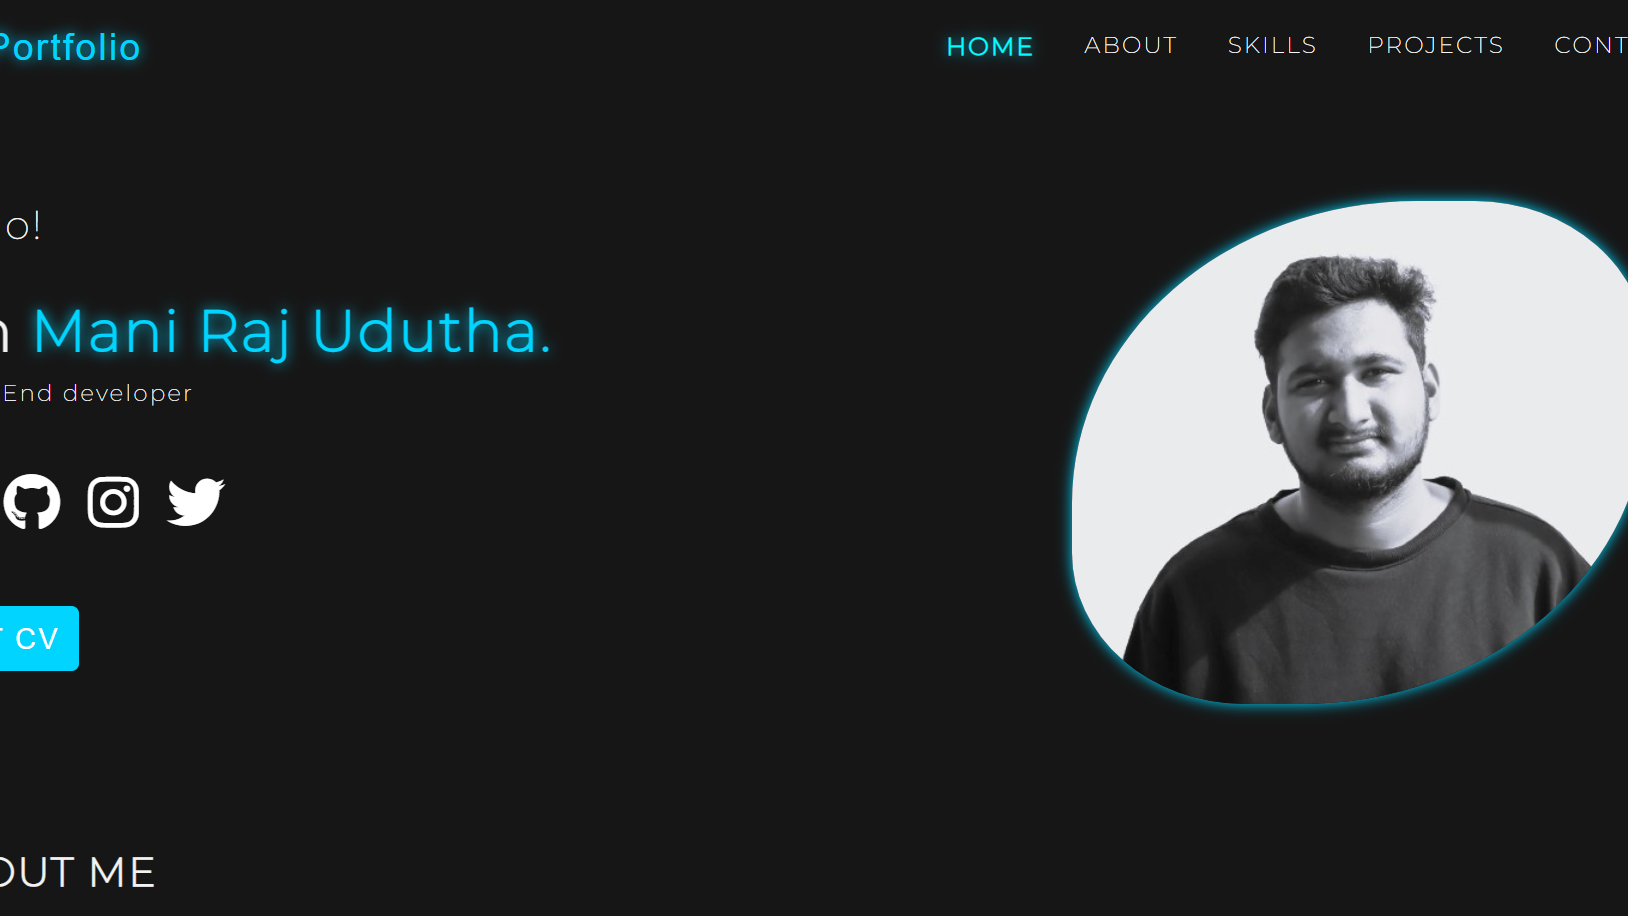 Portfolio
HOME ABOUT SKILLS PROJECTS CONT
o!
Mani Raj Udutha.
End developer
CV
OUT ME